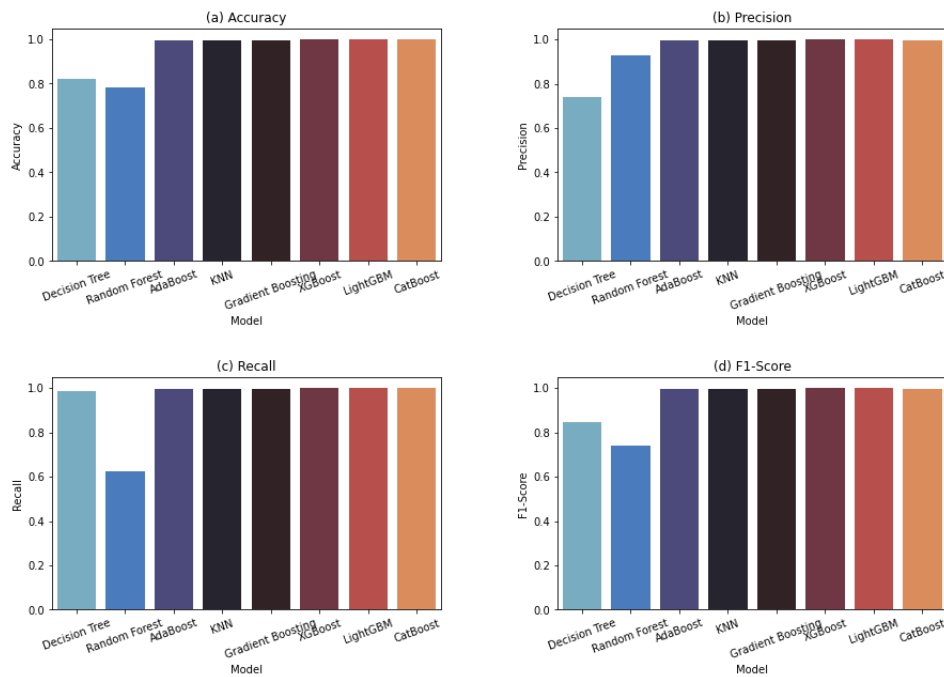 (a) Accuracy
1.0
0.8
0.6
0.4
0.2
0.0
Accuracy
Decision Tree
Random Forest
AdaBoost
KNN
Gradient Boosting
XGBoost
LightGBM
CatBoost
Model
(b) Precision
1.0
0.8
0.6
0.4
0.2
0.0
Precision
Decision Tree
Random Forest
AdaBoost
KNN
Gradient Boosting
XGBoost
LightGBM
CatBoost
Model
(c) Recall
1.0
0.8
0.6
0.4
0.2
0.0
Recall
Decision Tree
Random Forest
AdaBoost
KNN
Gradient Boosting
XGBoost
LightGBM
CatBoost
Model
(d) F1-Score
1.0
0.8
0.6
0.4
0.2
0.0
F1-Score
Decision Tree
Random Forest
AdaBoost
KNN
Gradient Boosting
XGBoost
LightGBM
CatBoost
Model